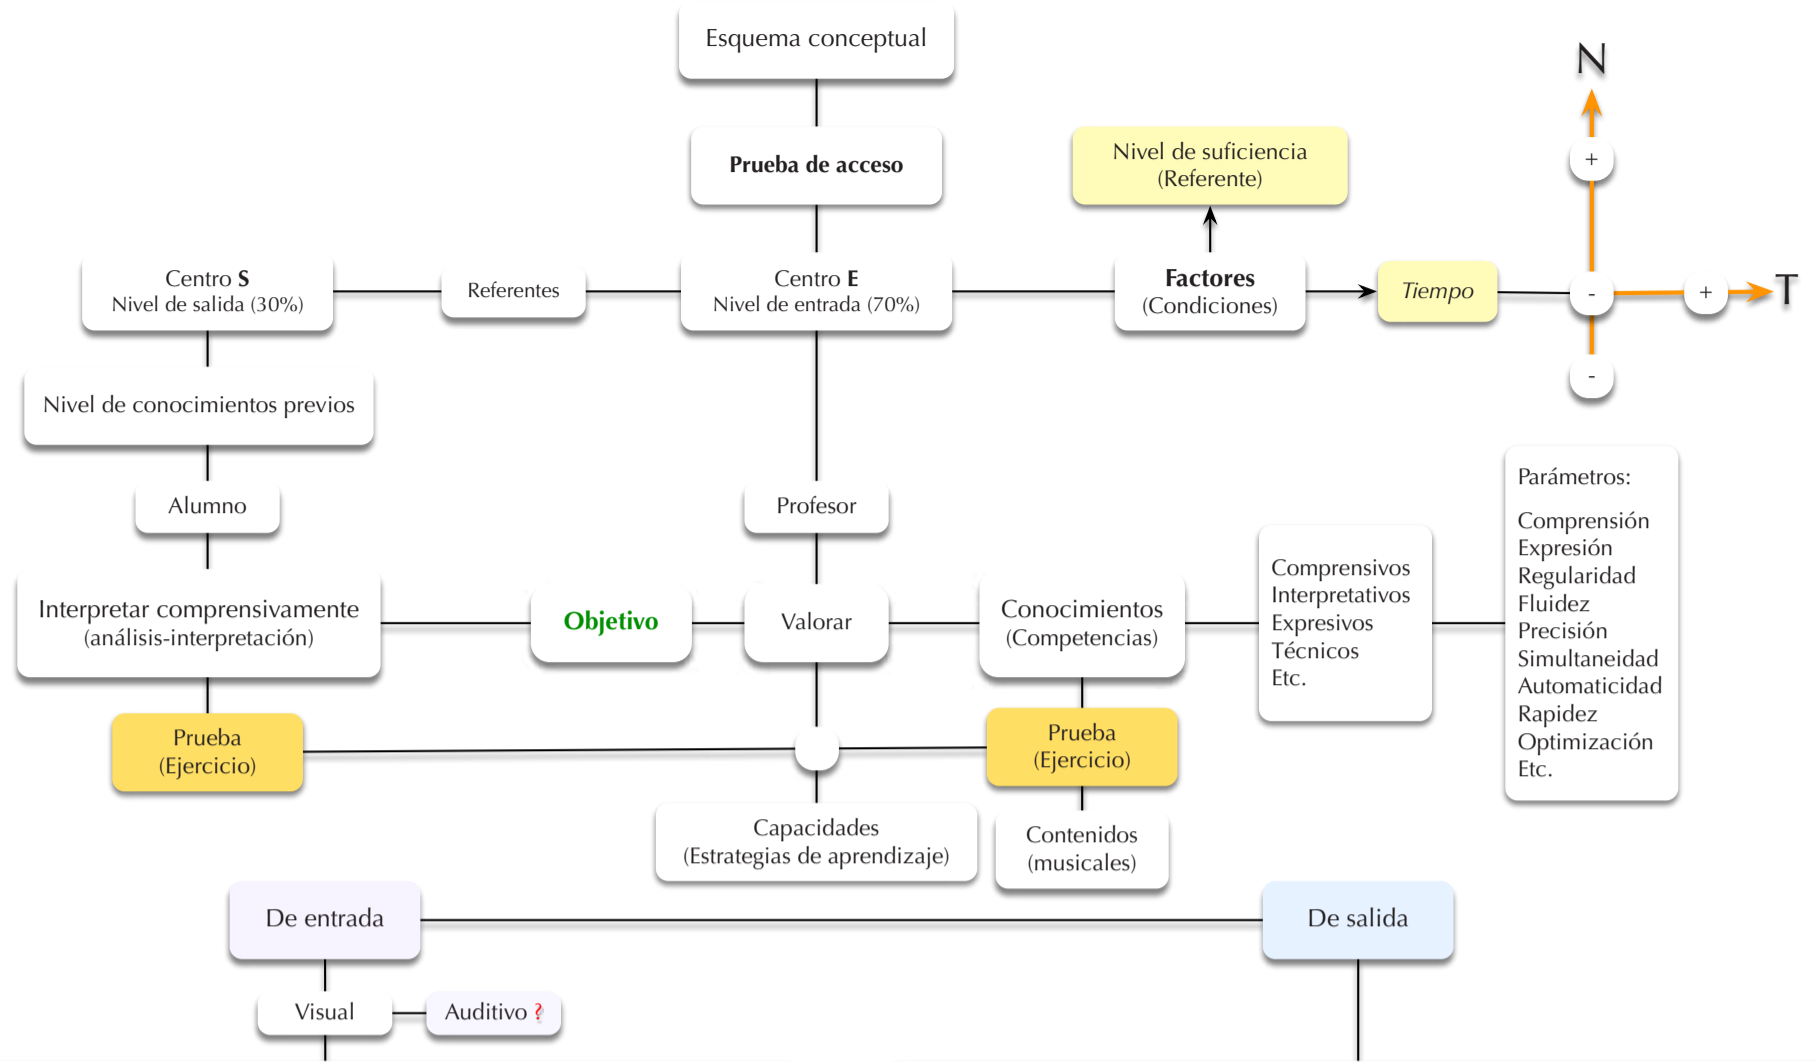 Esquema conceptual
N
Prueba de acceso
Nivel de suficiencia
(Referente)
+
Centro S
Nivel de salida (30%)
Referentes
Centro E
Nivel de entrada (70%)
Factores
(Condiciones)
Tiempo
-
+
T
-
Nivel de conocimientos previos
Alumno
Profesor
Interpretar comprensivamente
(análisis-interpretación)
Objetivo
Valorar
Conocimientos
(Competencias)
Comprensivos
Interpretativos
Expresivos
Técnicos
Etc.
Parámetros:
Comprensión
Expresión
Regularidad
Fluidez
Precisión
Simultaneidad
Automaticidad
Rapidez
Optimización
Etc.
Prueba
(Ejercicio)
Prueba
(Ejercicio)
Capacidades
(Estrategias de aprendizaje)
Contenidos
(musicales)
De entrada
De salida
Visual
Auditivo ?